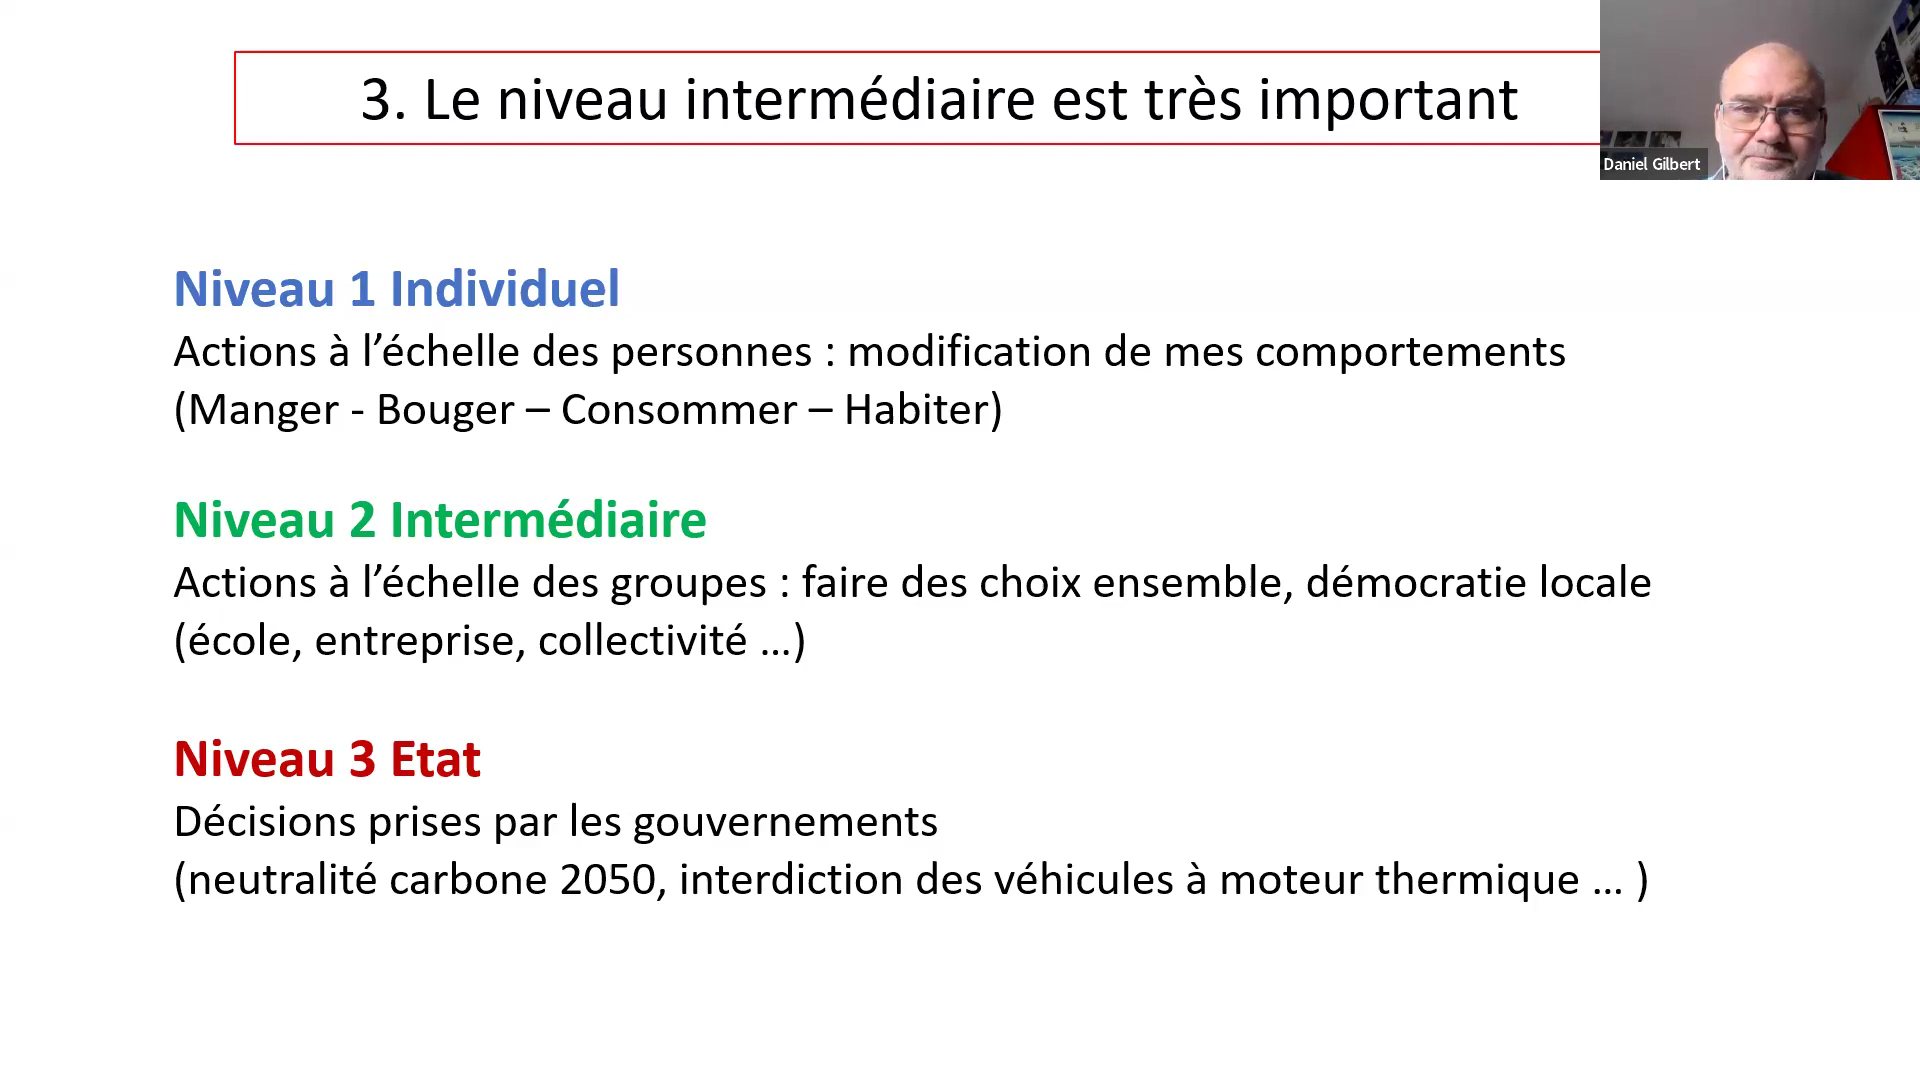 3. Le niveau intermédiaire est très important
Daniel Gilbert
Niveau 1 Individuel
Actions à l’échelle des personnes : modification de mes comportements
(Manger - Bouger – Consommer – Habiter)
Niveau 2 Intermédiaire
Actions à l’échelle des groupes : faire des choix ensemble, démocratie locale
(école, entreprise, collectivité …)
Niveau 3 Etat
Décisions prises par les gouvernements
(neutralité carbone 2050, interdiction des véhicules à moteur thermique … )